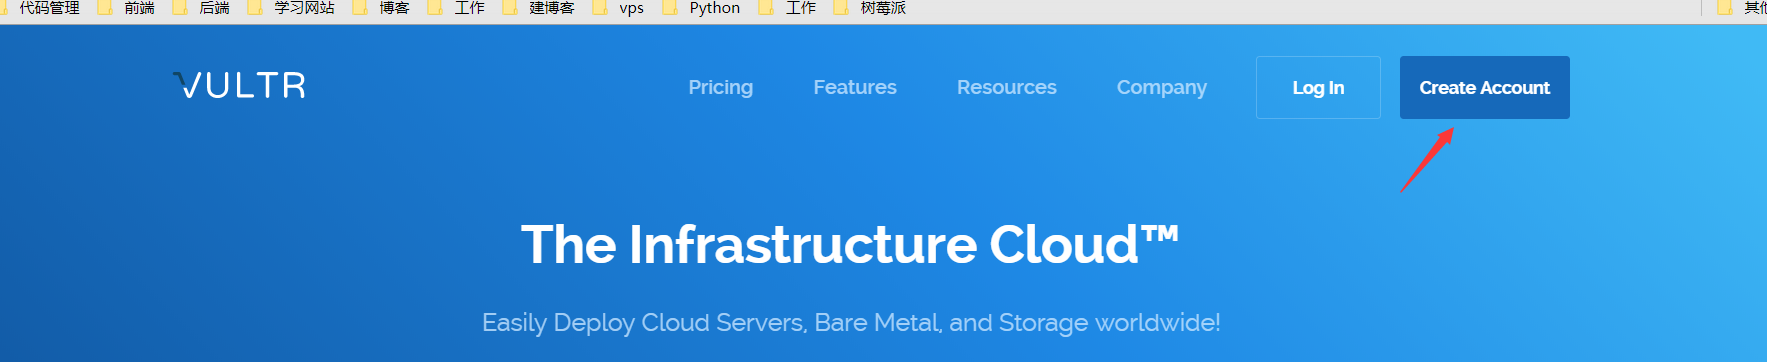 代码管理 前端 后端 学习网站 博客 工作 建博客 vps Python 工作 树莓派
VULTR Pricing Features Resources Company Log In Create Account
The Infrastructure Cloud™
Easily Deploy Cloud Servers, Bare Metal, and Storage worldwide!